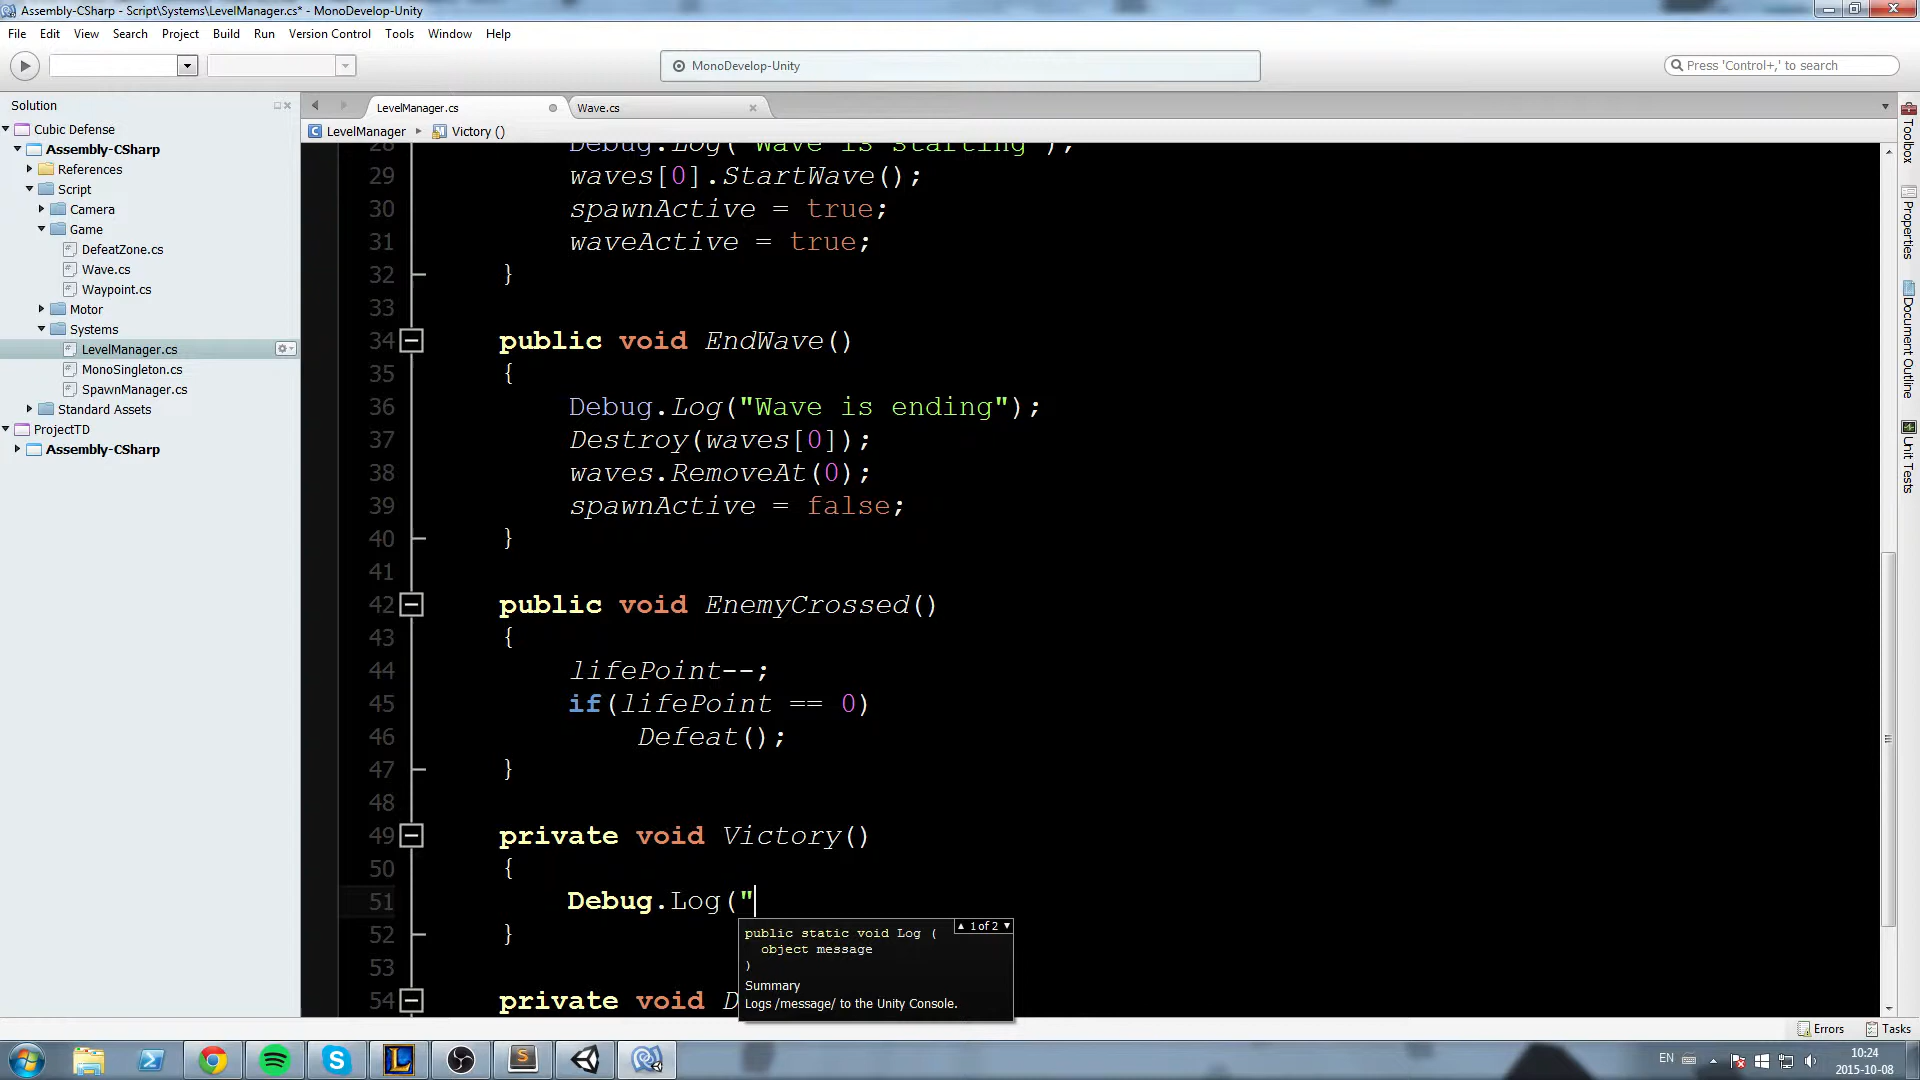 Assembly-CSharp - Script\Systems\LevelManager.cs* - MonoDevelop-Unity
File Edit View Search Project Build Run Version Control Tools Window Help
MonoDevelop-Unity
Press 'Control+,' to search
Solution
Cubic Defense
Assembly-CSharp
References
Script
Camera
Game
DefeatZone.cs
Wave.cs
Waypoint.cs
Motor
Systems
LevelManager.cs
MonoSingleton.cs
SpawnManager.cs
Standard Assets
ProjectTD
Assembly-CSharp
LevelManager.cs
Wave.cs
LevelManager Victory ()
28 Debug.Log("Wave is starting");
29 waves[0].StartWave();
30 spawnActive = true;
31 waveActive = true;
32 }
33
34 public void EndWave()
35 {
36 Debug.Log("Wave is ending");
37 Destroy(waves[0]);
38 waves.RemoveAt(0);
39 spawnActive = false;
40 }
41
42 public void EnemyCrossed()
43 {
44 lifePoint--;
45 if(lifePoint == 0)
46 Defeat();
47 }
48
49 private void Victory()
50 {
51 Debug.Log("
52 }
53
54 private void D
1 of 2
public static void Log (
object message
)
Summary
Logs /message/ to the Unity Console.
Toolbox
Properties
Document Outline
Unit Tests
Errors
Tasks
EN
10:24
2015-10-08